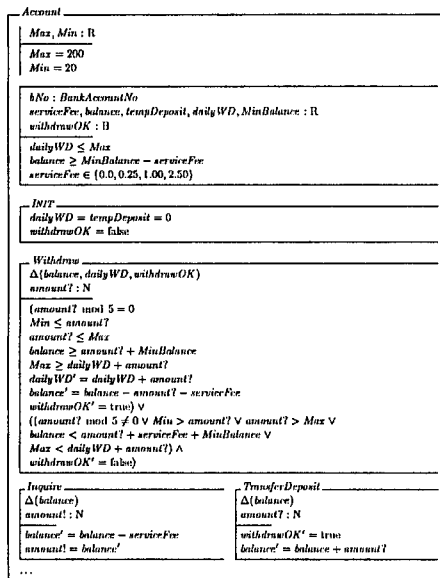 Account
Max, Min : R
Max = 200
Min = 20
bNo : BankAccountNo
serviceFee, balance, tempDeposit, dailyWD, MinBalance : R
withdrawOK : B
dailyWD ≤ Max
balance ≥ MinBalance − serviceFee
serviceFee ∈ {0.0, 0.25, 1.00, 2.50}
INIT
dailyWD = tempDeposit = 0
withdrawOK = false
Withdraw
Δ(balance, dailyWD, withdrawOK)
amount? : N
(amount? mod 5 = 0
Min ≤ amount?
amount? ≤ Max
balance ≥ amount? + MinBalance
Max ≥ dailyWD + amount?
dailyWD' = dailyWD + amount?
balance' = balance − amount? − serviceFee
withdrawOK' = true) ∨
((amount? mod 5 ≠ 0 ∨ Min > amount? ∨ amount? > Max ∨
balance < amount? + serviceFee + MinBalance ∨
Max < dailyWD + amount?) ∧
withdrawOK' = false)
Inquire
Δ(balance)
amount! : N
balance' = balance − serviceFee
amount! = balance'
TransferDeposit
Δ(balance)
amount? : N
withdrawOK' = true
balance' = balance + amount?
...